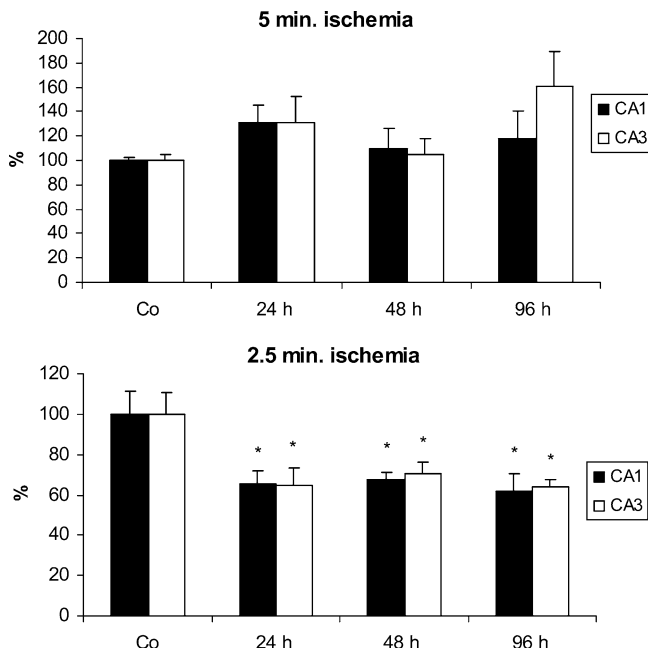 5 min. ischemia
200
180
160
140
120
100
80
60
40
20
0
%
Co 24 h 48 h 96 h
CA1
CA3
2.5 min. ischemia
120
100
80
60
40
20
0
%
* * * * * *
Co 24 h 48 h 96 h
CA1
CA3